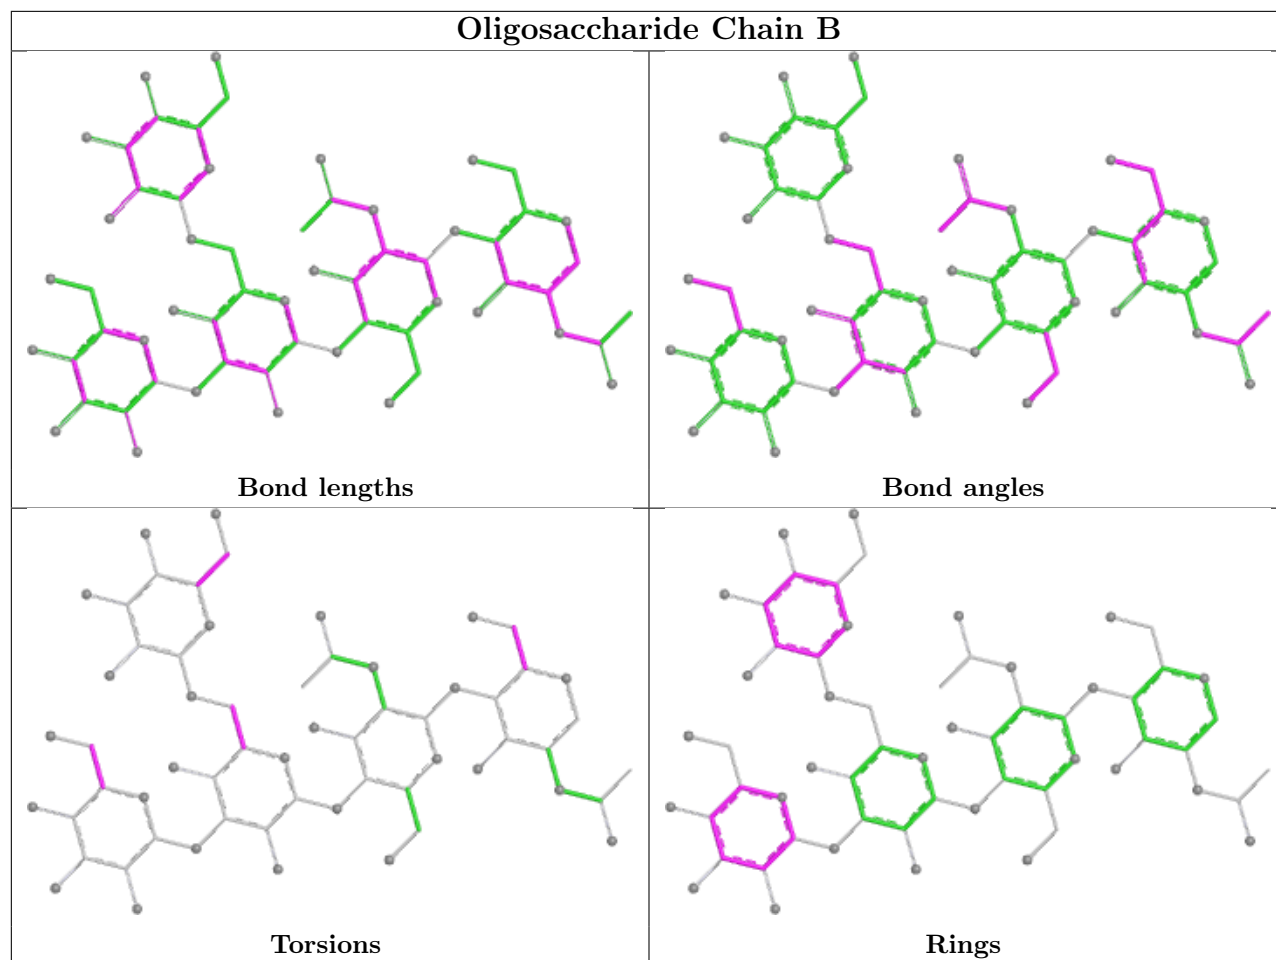 Oligosaccharide Chain B
Bond lengths
Bond angles
Torsions
Rings